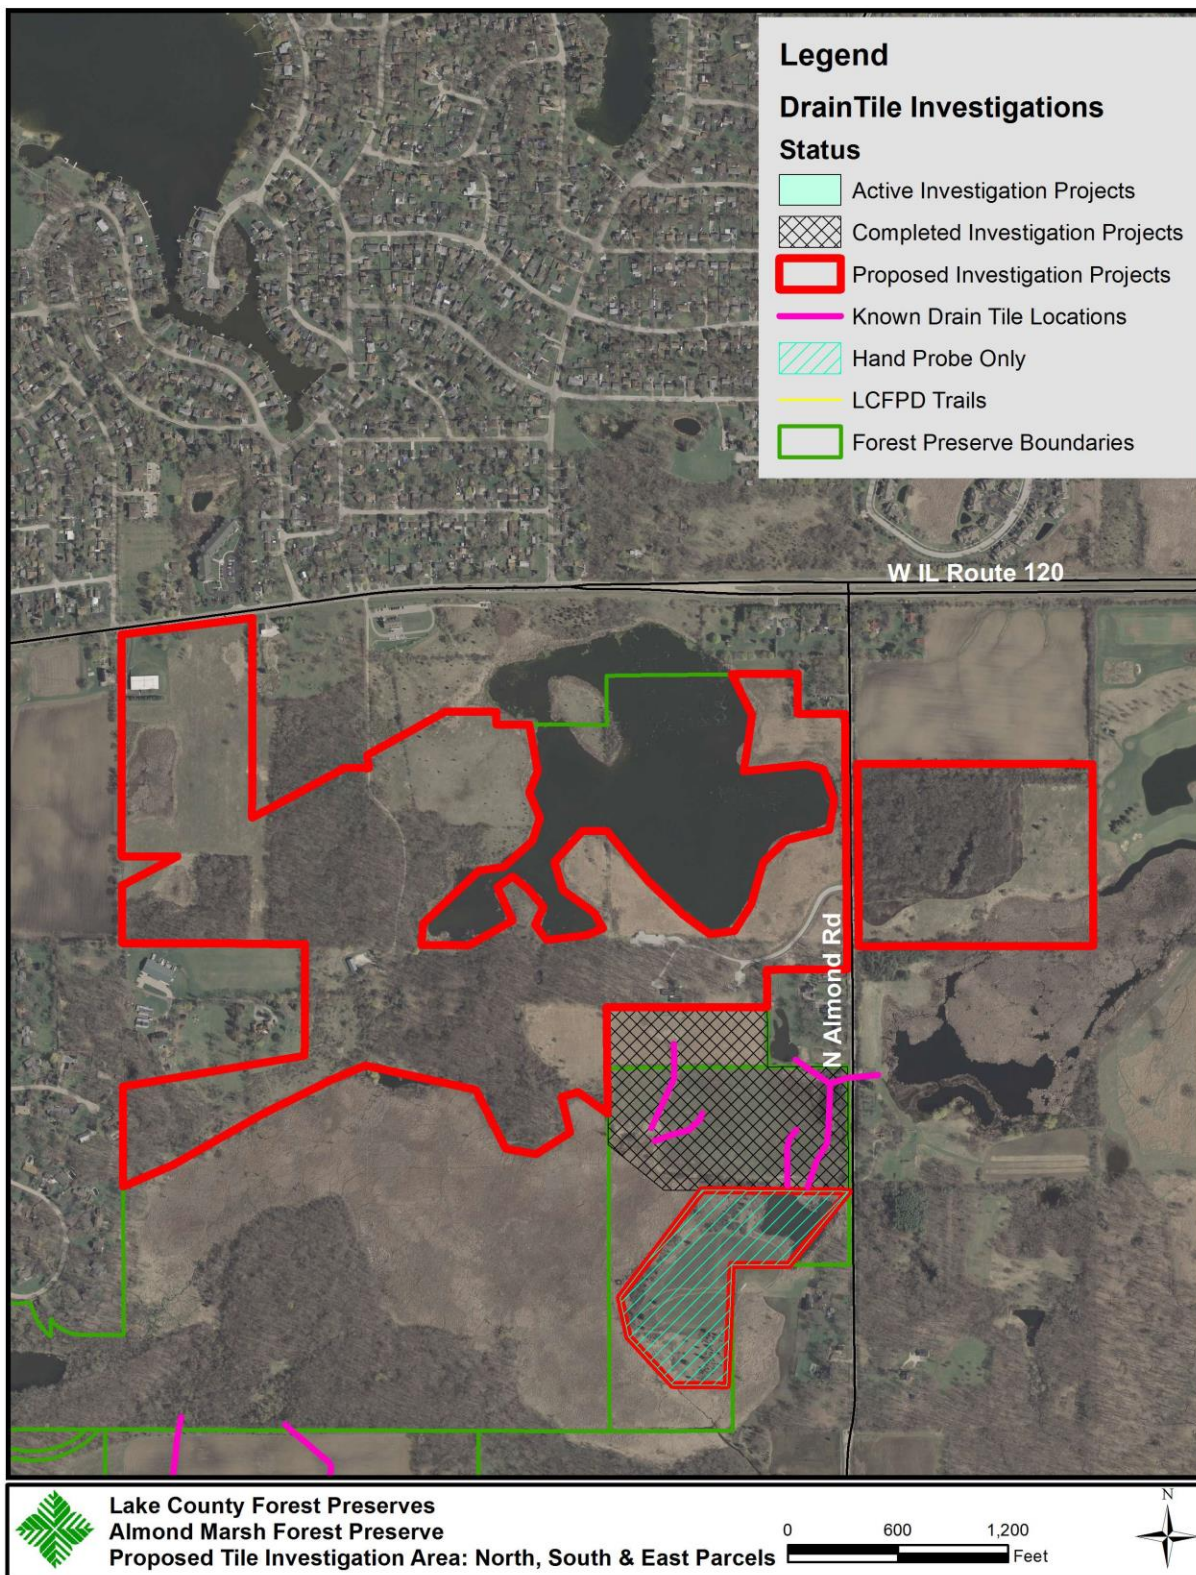 Legend
DrainTile Investigations
Status
Active Investigation Projects
Completed Investigation Projects
Proposed Investigation Projects
Known Drain Tile Locations
Hand Probe Only
LCFPD Trails
Forest Preserve Boundaries
W IL Route 120
N Almond Rd
Lake County Forest Preserves
Almond Marsh Forest Preserve
Proposed Tile Investigation Area: North, South & East Parcels
0 600 1,200
Feet
N